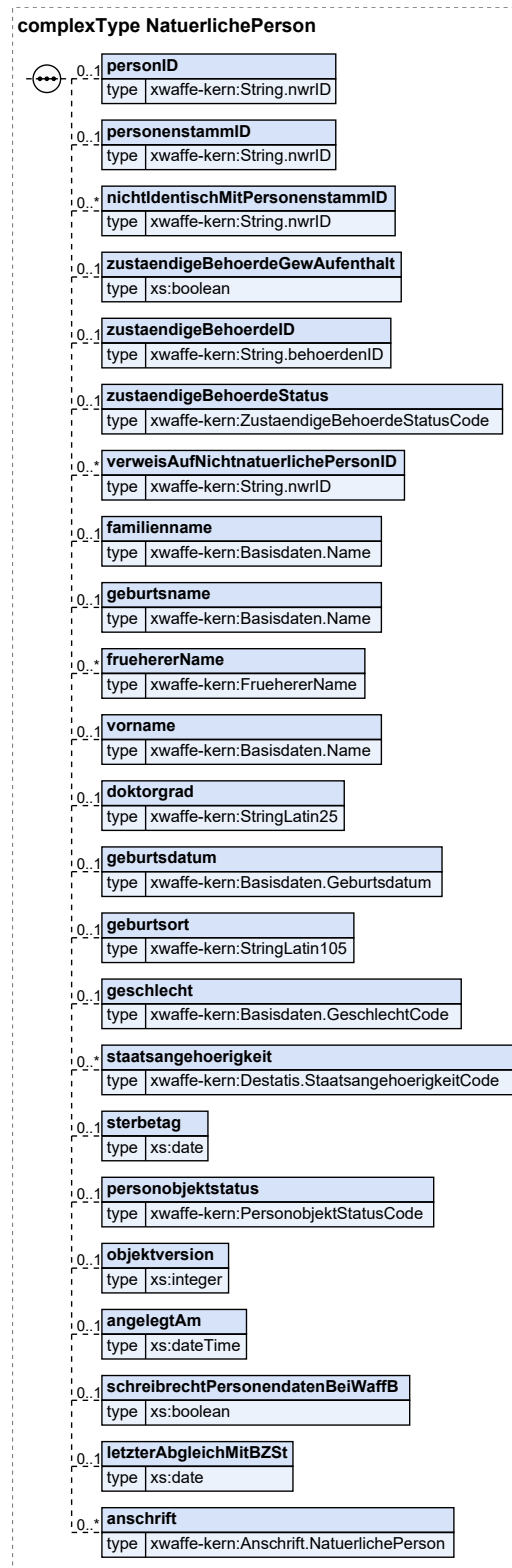 complexType NatuerlichePerson
0..1 personID
type xwaffe-kern:String.nwrID
0..1 personenstammID
type xwaffe-kern:String.nwrID
0..* nichtIdentischMitPersonenstammID
type xwaffe-kern:String.nwrID
0..1 zustaendigeBehoerdeGewAufenthalt
type xs:boolean
0..1 zustaendigeBehoerdeID
type xwaffe-kern:String.behoerdenID
0..1 zustaendigeBehoerdeStatus
type xwaffe-kern:ZustaendigeBehoerdeStatusCode
0..* verweisAufNichtnatuerlichePersonID
type xwaffe-kern:String.nwrID
0..1 familienname
type xwaffe-kern:Basisdaten.Name
0..1 geburtsname
type xwaffe-kern:Basisdaten.Name
0..* fruehererName
type xwaffe-kern:FruehererName
0..1 vorname
type xwaffe-kern:Basisdaten.Name
0..1 doktorgrad
type xwaffe-kern:StringLatin25
0..1 geburtsdatum
type xwaffe-kern:Basisdaten.Geburtsdatum
0..1 geburtsort
type xwaffe-kern:StringLatin105
0..1 geschlecht
type xwaffe-kern:Basisdaten.GeschlechtCode
0..* staatsangehoerigkeit
type xwaffe-kern:Destatis.StaatsangehoerigkeitCode
0..1 sterbetag
type xs:date
0..1 personobjektstatus
type xwaffe-kern:PersonobjektStatusCode
0..1 objektversion
type xs:integer
0..1 angelegtAm
type xs:dateTime
0..1 schreibrechtPersonendatenBeiWaffB
type xs:boolean
0..1 letzterAbgleichMitBZSt
type xs:date
0..* anschrift
type xwaffe-kern:Anschrift.NatuerlichePerson